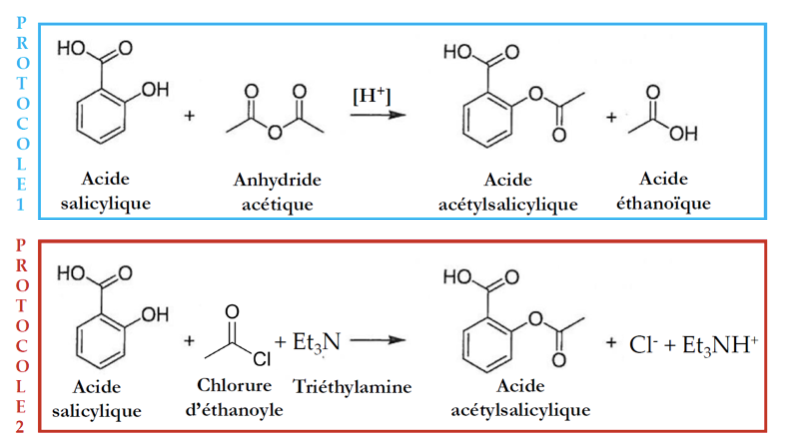 PROTOCOLE 1
HO O
OH
+
O O
O
[H⁺]
HO O
O
O
+
O
OH
Acide
salicylique
Anhydride
acétique
Acide
acétylsalicylique
Acide
éthanoïque
PROTOCOLE 2
HO O
OH
+
O
Cl
+ Et₃N
HO O
O
O
+ Cl⁻ + Et₃NH⁺
Acide
salicylique
Chlorure
d'éthanoyle
Triéthylamine
Acide
acétylsalicylique